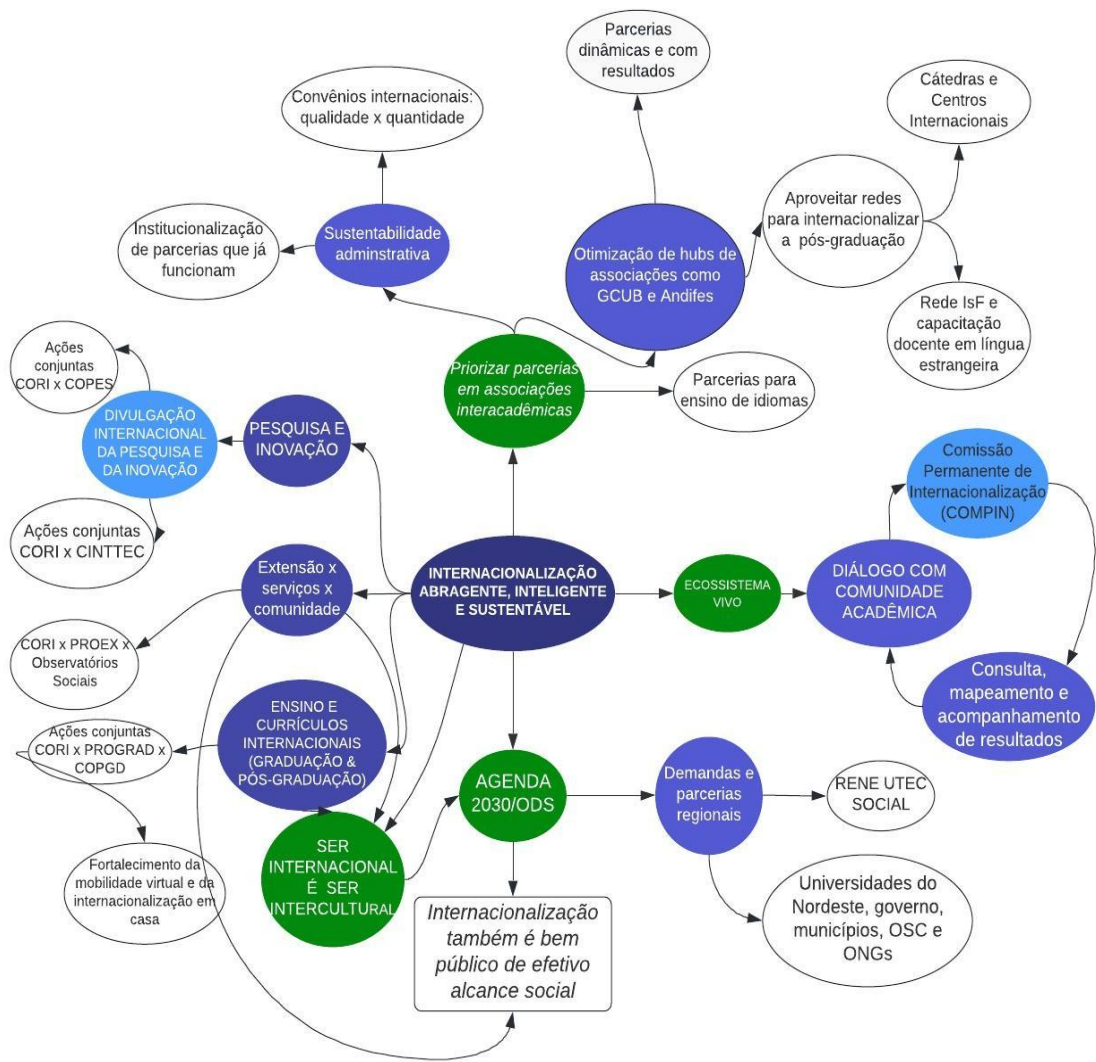 Parcerias
dinâmicas e com
resultados
Convênios internacionais:
qualidade x quantidade
Cátedras e
Centros
Internacionais
Institucionalização
de parcerias que já
funcionam
Sustentabilidade
adminstrativa
Otimização de hubs de
associações como
GCUB e Andifes
Aproveitar redes
para internacionalizar
a pós-graduação
Rede IsF e
capacitação
docente em língua
estrangeira
Ações
conjuntas
CORI x COPES
Priorizar parcerias
em associações
interacadêmicas
Parcerias para
ensino de idiomas
DIVULGAÇÃO
INTERNACIONAL
DA PESQUISA E
DA INOVAÇÃO
PESQUISA E
INOVAÇÃO
Comissão
Permanente de
Internacionalização
(COMPIN)
Ações conjuntas
CORI x CINTTEC
Extensão x
serviços x
comunidade
INTERNACIONALIZAÇÃO
ABRAGENTE, INTELIGENTE
E SUSTENTÁVEL
ECOSSISTEMA
VIVO
DIÁLOGO COM
COMUNIDADE
ACADÊMICA
CORI x PROEX x
Observatórios
Sociais
Consulta,
mapeamento e
acompanhamento
de resultados
ENSINO E
CURRÍCULOS
INTERNACIONAIS
(GRADUAÇÃO &
PÓS-GRADUAÇÃO)
Ações conjuntas
CORI x PROGRAD x
COPGD
AGENDA
2030/ODS
Demandas e
parcerias
regionais
RENE UTEC
SOCIAL
SER
INTERNACIONAL
É SER
INTERCULTURAL
Fortalecimento da
mobilidade virtual e da
internacionalização em
casa
Internacionalização
também é bem
público de efetivo
alcance social
Universidades do
Nordeste, governo,
municípios, OSC e
ONGs